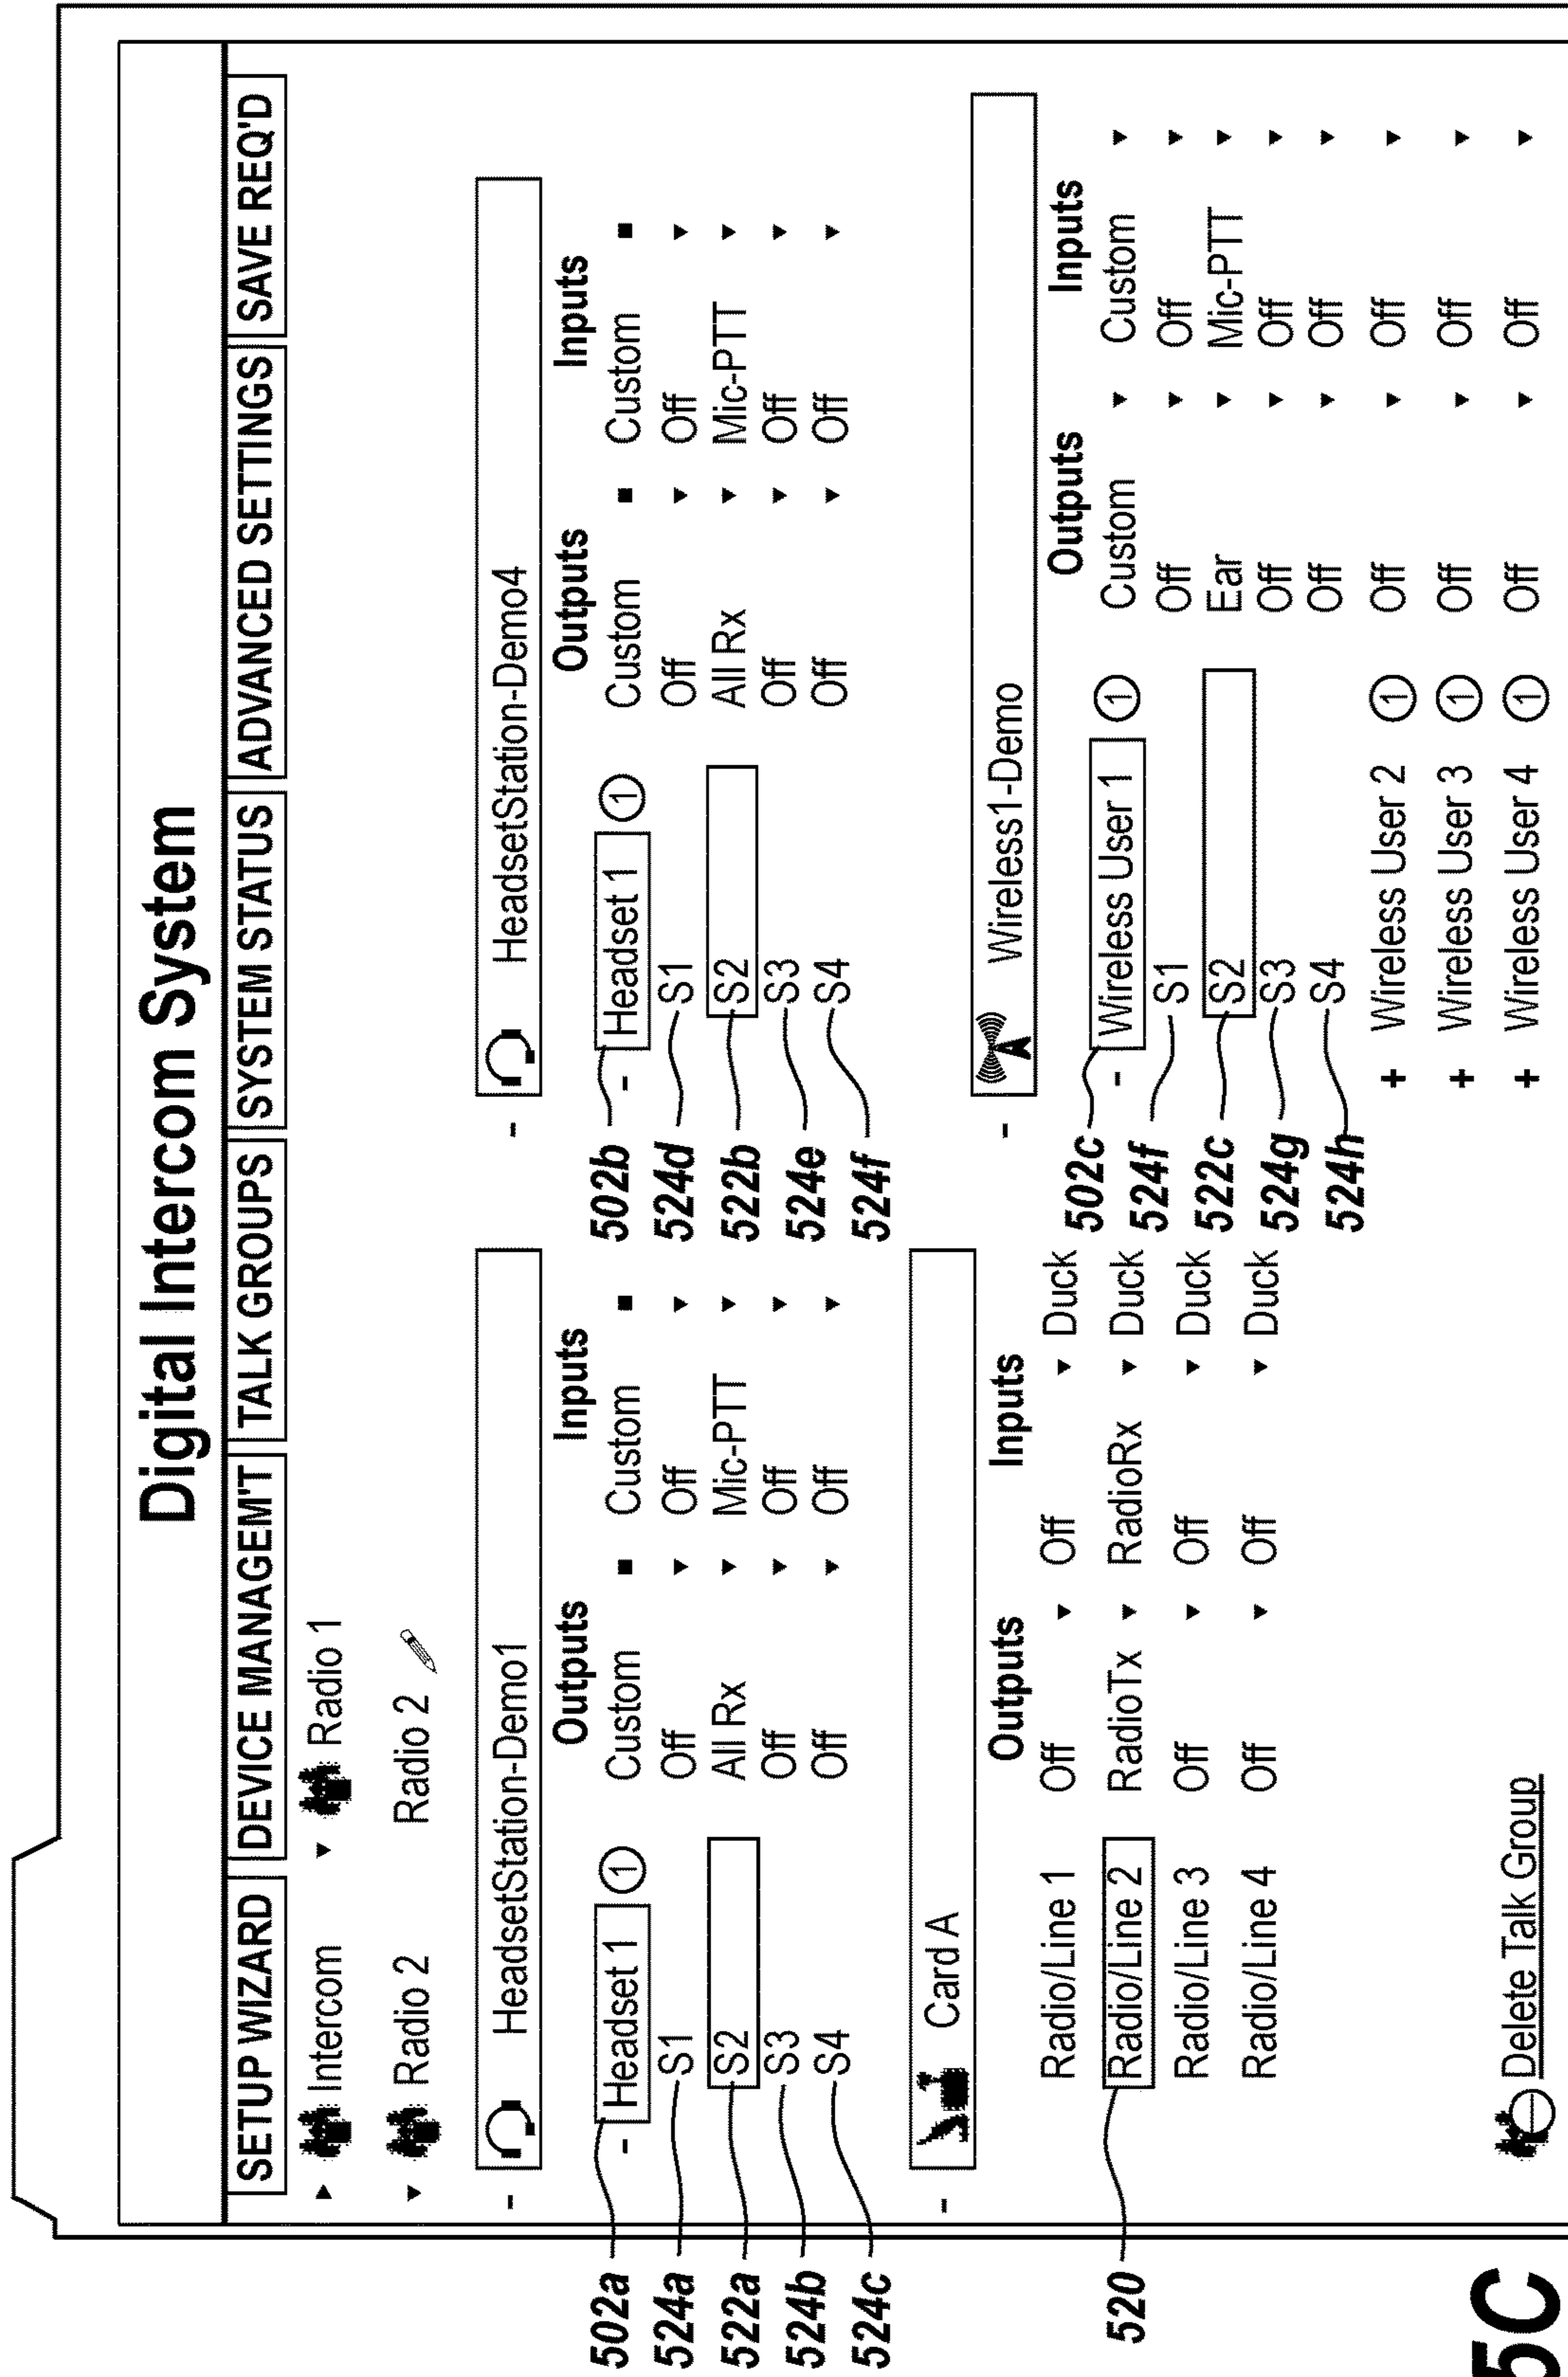 Digital Intercom System
SETUP WIZARD DEVICE MANAGEM'T TALK GROUPS SYSTEM STATUS ADVANCED SETTINGS SAVE REQ'D
Intercom Radio 1
Radio 2 Radio 2
HeadsetStation-Demo1
Outputs Inputs
502a Headset 1 1 Custom Custom
524a S1 Off Off
522a S2 All Rx Mic-PTT
524b S3 Off Off
524c S4 Off Off
Card A
Outputs Inputs
Radio/Line 1 Off Off Duck
520 Radio/Line 2 RadioTx RadioRx Duck
Radio/Line 3 Off Off Duck
Radio/Line 4 Off Off Duck
Delete Talk Group
HeadsetStation-Demo4
Outputs Inputs
502b Headset 1 1 Custom Custom
524d S1 Off Off
522b S2 All Rx Mic-PTT
524e S3 Off Off
524f S4 Off Off
Wireless1-Demo
Outputs Inputs
502c Wireless User 1 1 Custom Custom
524f S1 Off Off
522c S2 Ear Mic-PTT
524g S3 Off Off
524h S4 Off Off
+ Wireless User 2 1 Off Off
+ Wireless User 3 1 Off Off
+ Wireless User 4 1 Off Off
5C